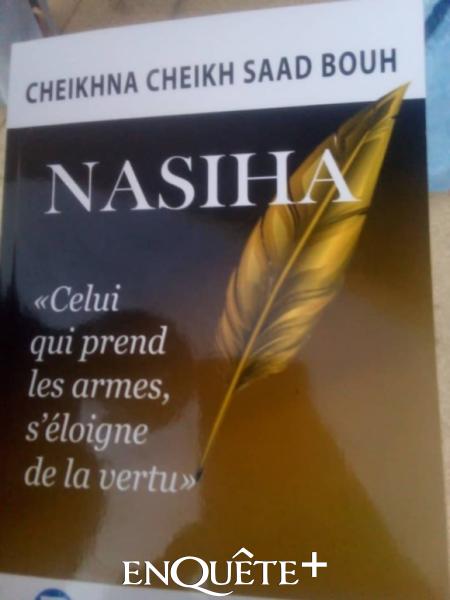 CHEIKHNA CHEIKH SAAD BOUH
NASIHA
«Celui
qui prend
les armes,
s'éloigne
de la vertu»
ENQUÊTE+